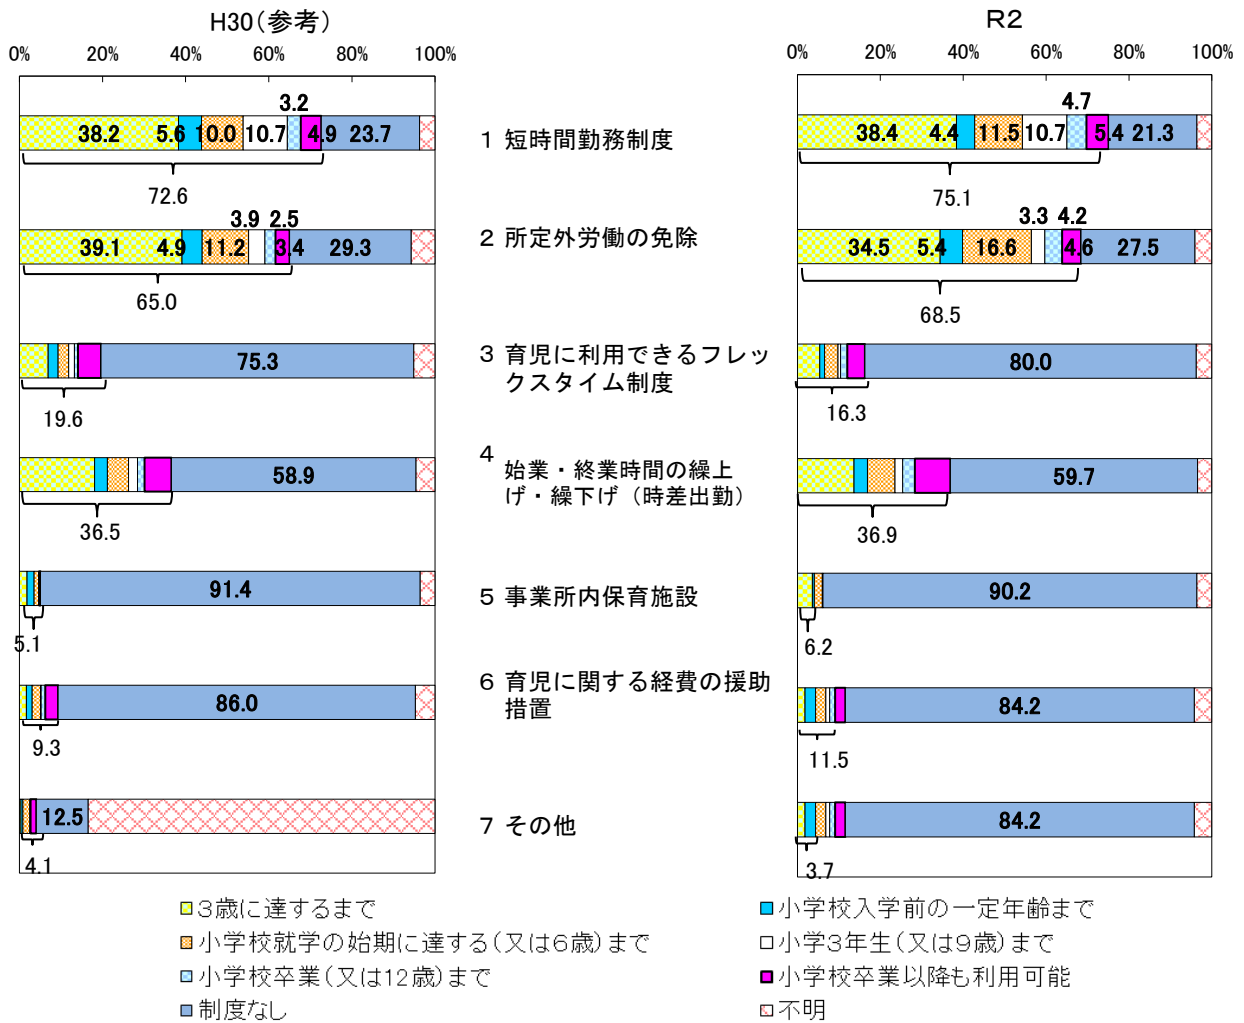 H30(参考)
0% 20% 40% 60% 80% 100%
3.2
38.2 5.6 10.0 10.7 4.9 23.7
72.6
3.9 2.5
39.1 4.9 11.2 3.4 29.3
65.0
75.3
19.6
58.9
36.5
91.4
5.1
86.0
9.3
12.5
4.1
1 短時間勤務制度
2 所定外労働の免除
3 育児に利用できるフレッ
クスタイム制度
4
始業・終業時間の繰上
げ・繰下げ（時差出勤）
5 事業所内保育施設
6 育児に関する経費の援助
措置
7 その他
R2
0% 20% 40% 60% 80% 100%
4.7
38.4 4.4 11.5 10.7 5.4 21.3
75.1
3.3 4.2
34.5 5.4 16.6 4.6 27.5
68.5
80.0
16.3
59.7
36.9
90.2
6.2
84.2
11.5
84.2
3.7
3歳に達するまで
小学校入学前の一定年齢まで
小学校就学の始期に達する(又は6歳)まで
小学3年生(又は9歳)まで
小学校卒業(又は12歳)まで
小学校卒業以降も利用可能
制度なし
不明